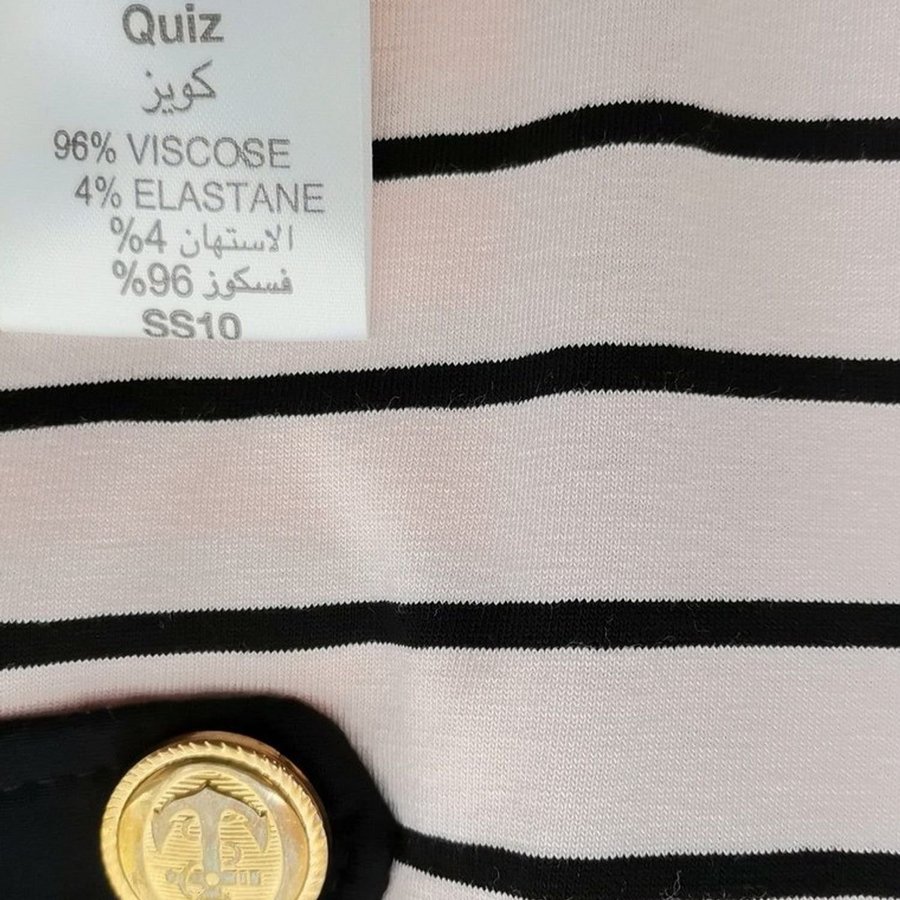 Quiz
كويز
96% VISCOSE
4% ELASTANE
الاستهان 4%
فسكوز 96%
SS10